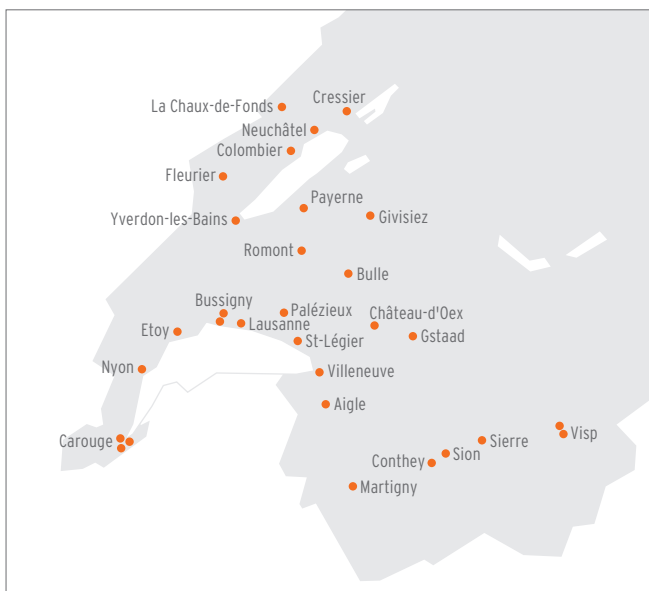 Cressier
La Chaux-de-Fonds
Neuchâtel
Colombier
Fleurier
Payerne
Yverdon-les-Bains
Givisiez
Romont
Bulle
Bussigny
Palézieux
Château-d'Oex
Lausanne
Etoy
Gstaad
St-Légier
Nyon
Villeneuve
Aigle
Carouge
Visp
Sierre
Sion
Conthey
Martigny